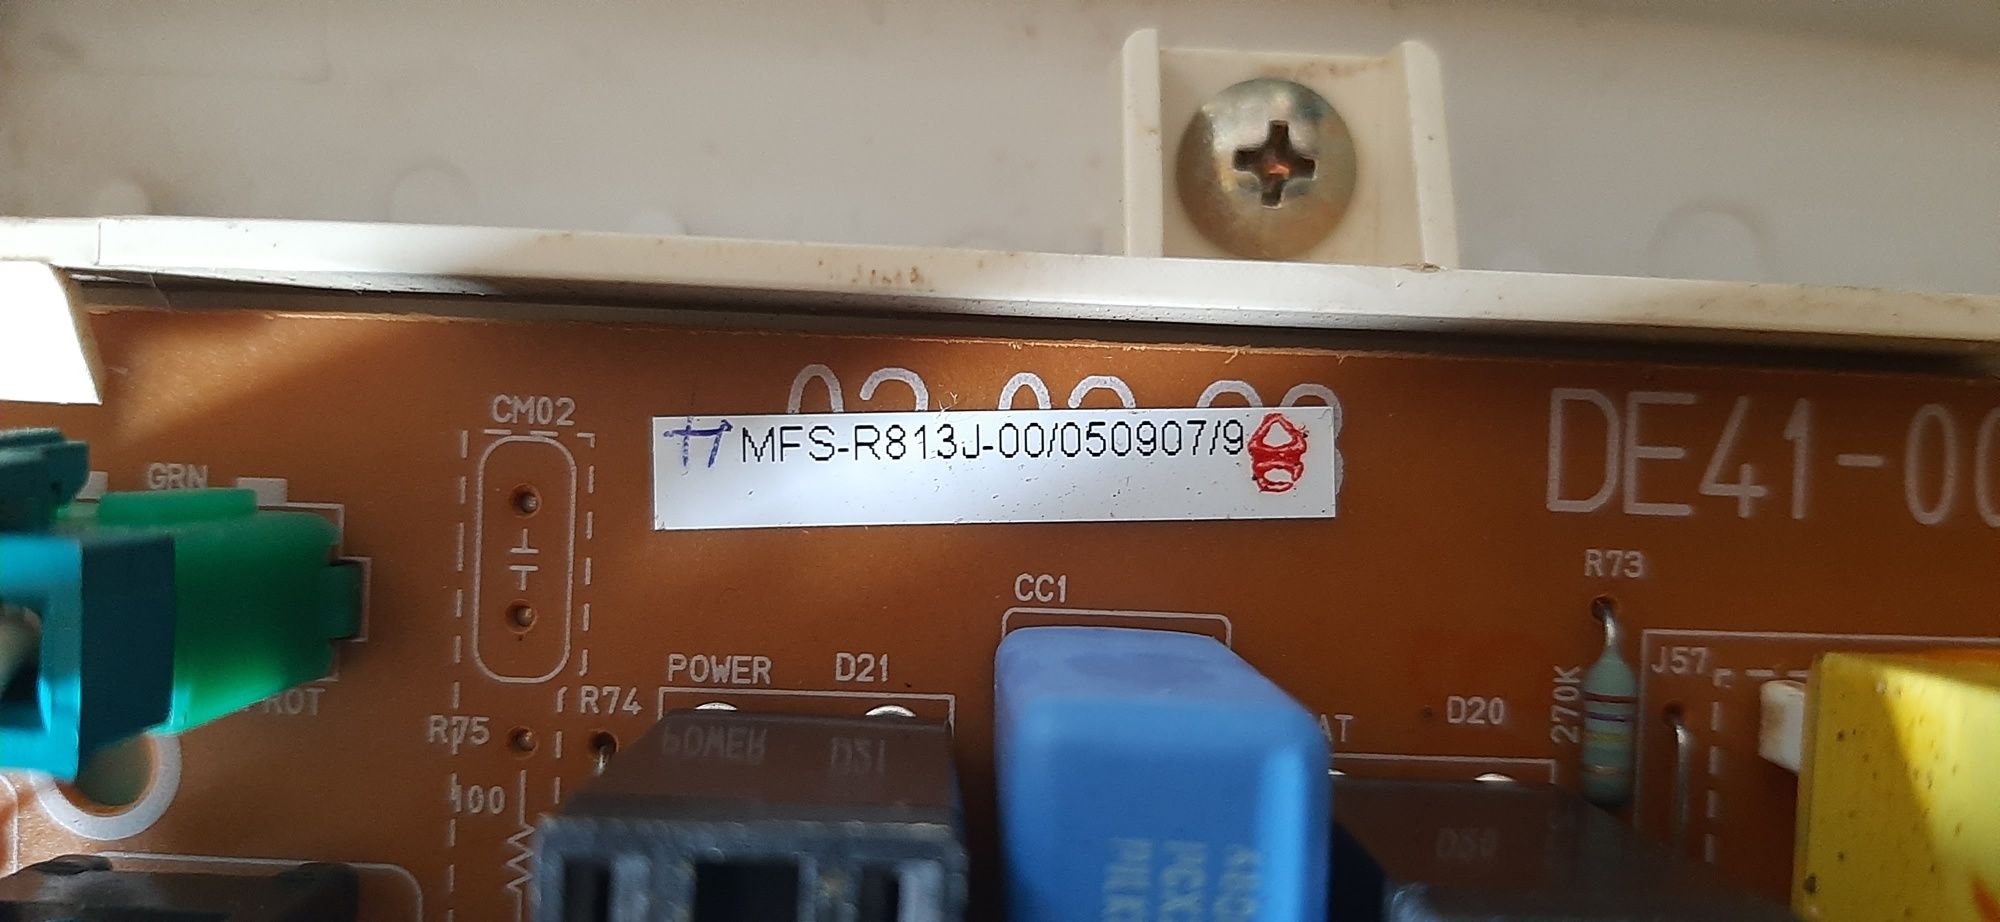 CM02
MFS-R813J-00/050907/9
DE41-00
GRN
CC1
R73
POWER D21
J57
R74
270K
D20
R75
100